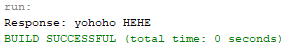 run:
Response: yohoho HEHE
BUILD SUCCESSFUL (total time: 0 seconds)